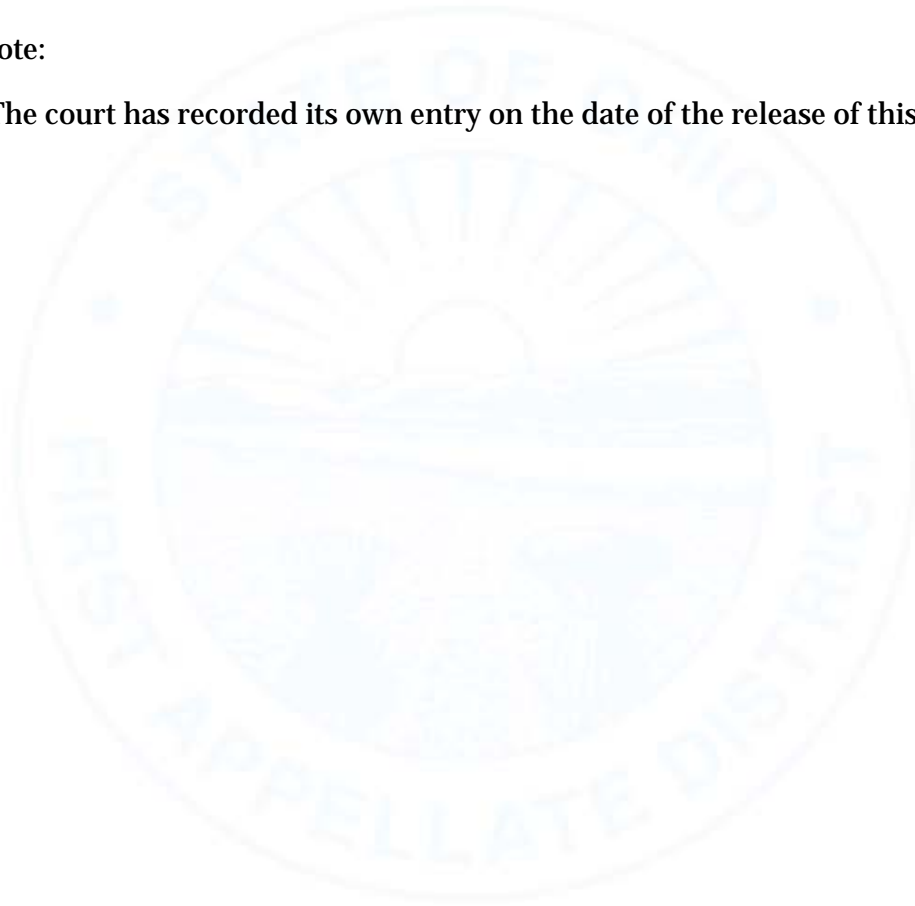 ote:
The court has recorded its own entry on the date of the release of this
STATE OF OHIO
FIRST APPELLATE DISTRICT